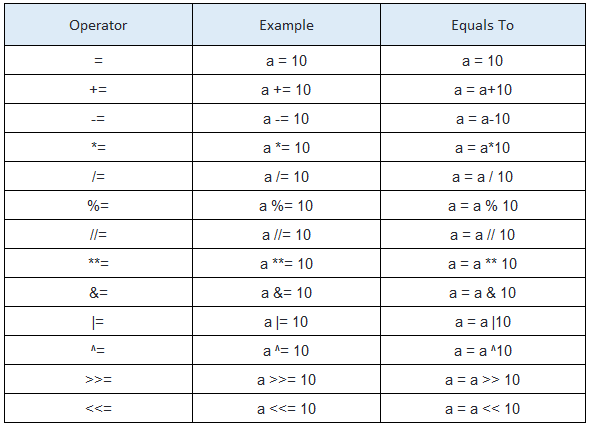 Operator Example Equals To
= a = 10 a = 10
+= a += 10 a = a+10
-= a -= 10 a = a-10
*= a *= 10 a = a*10
/= a /= 10 a = a / 10
%= a %= 10 a = a % 10
//= a //= 10 a = a // 10
**= a **= 10 a = a ** 10
&= a &= 10 a = a & 10
|= a |= 10 a = a |10
^= a ^= 10 a = a ^10
>>= a >>= 10 a = a >> 10
<<= a <<= 10 a = a << 10